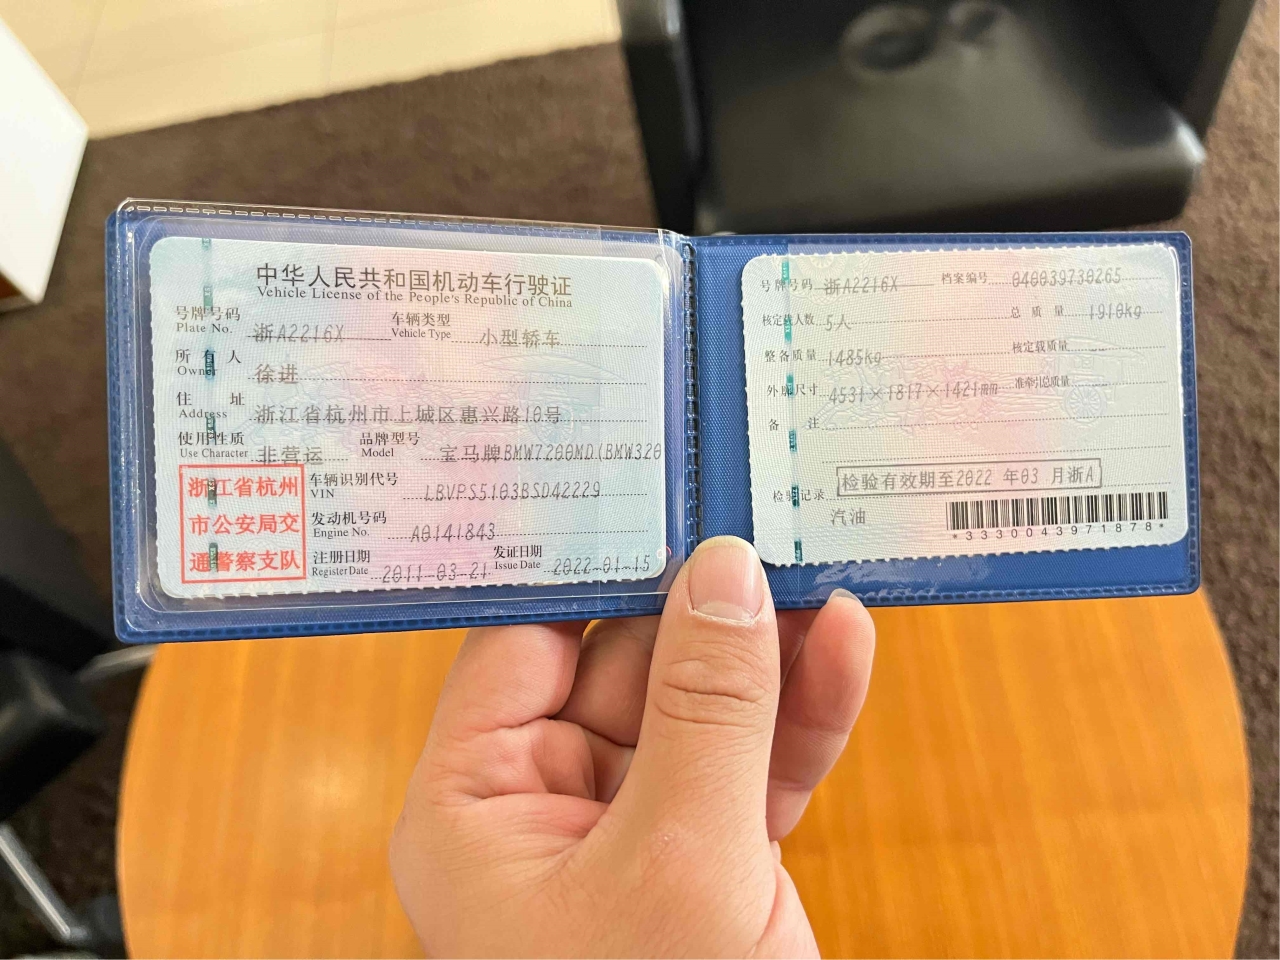 中华人民共和国机动车行驶证
Vehicle License of the People's Republic of China
号牌号码 浙A2216X 车辆类型 小型轿车
Plate No. Vehicle Type
所有人 徐进
Owner
住址 浙江省杭州市上城区惠兴路10号
Address
使用性质 非营运 品牌型号 宝马牌BMW7200MD(BMW320
Use Character Model
浙江省杭州
市公安局交
通警察支队
车辆识别代号 LBVPS5103BSD42229
VIN
发动机号码 A0141843
Engine No.
注册日期 2011-03-21 发证日期 2022-01-15
Register Date Issue Date
号牌号码 浙A2216X 档案编号 040039730265
核定载人数 5人 总质量 1910kg
整备质量 1485kg 核定载质量 --
外廓尺寸 4531×1817×1421mm 准牵引总质量 --
备注
检验记录 检验有效期至2022 年03 月浙A
汽油
*3330043971878*